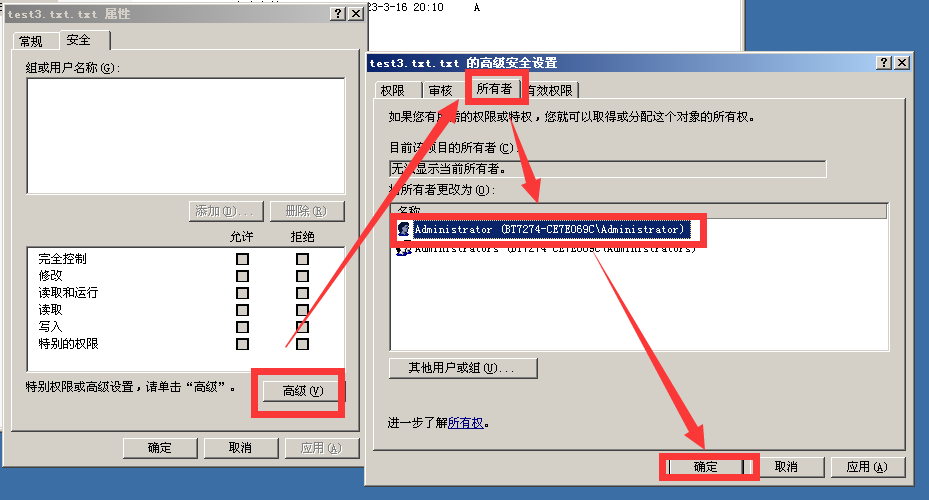 23-3-16 20:10 A
test3.txt.txt 属性
常规 安全
组或用户名称(G):
添加(D)... 删除(R)
允许 拒绝
完全控制
修改
读取和运行
读取
写入
特别的权限
特别权限或高级设置，请单击“高级”。
高级(V)
确定 取消 应用(A)
test3.txt.txt 的高级安全设置
权限 审核 所有者 有效权限
如果您有所需的权限或特权，您就可以取得或分配这个对象的所有权。
目前该项目的所有者(C):
无法显示当前所有者。
将所有者更改为(O):
名称
Administrator (BT7274-CE7E069C\Administrator)
Administrators (BT7274-CE7E069C\Administrators)
其他用户或组(U)...
进一步了解所有权。
确定 取消 应用(A)